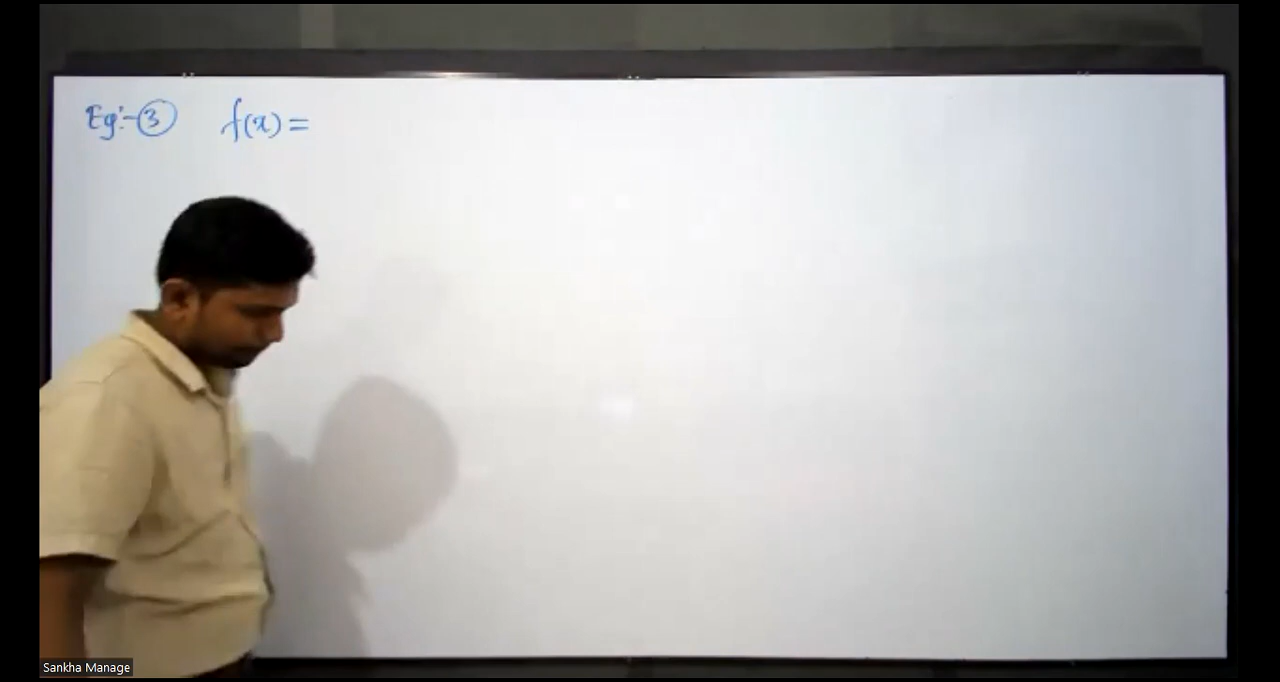 Eg:-③ f(x) =
Sankha Manage